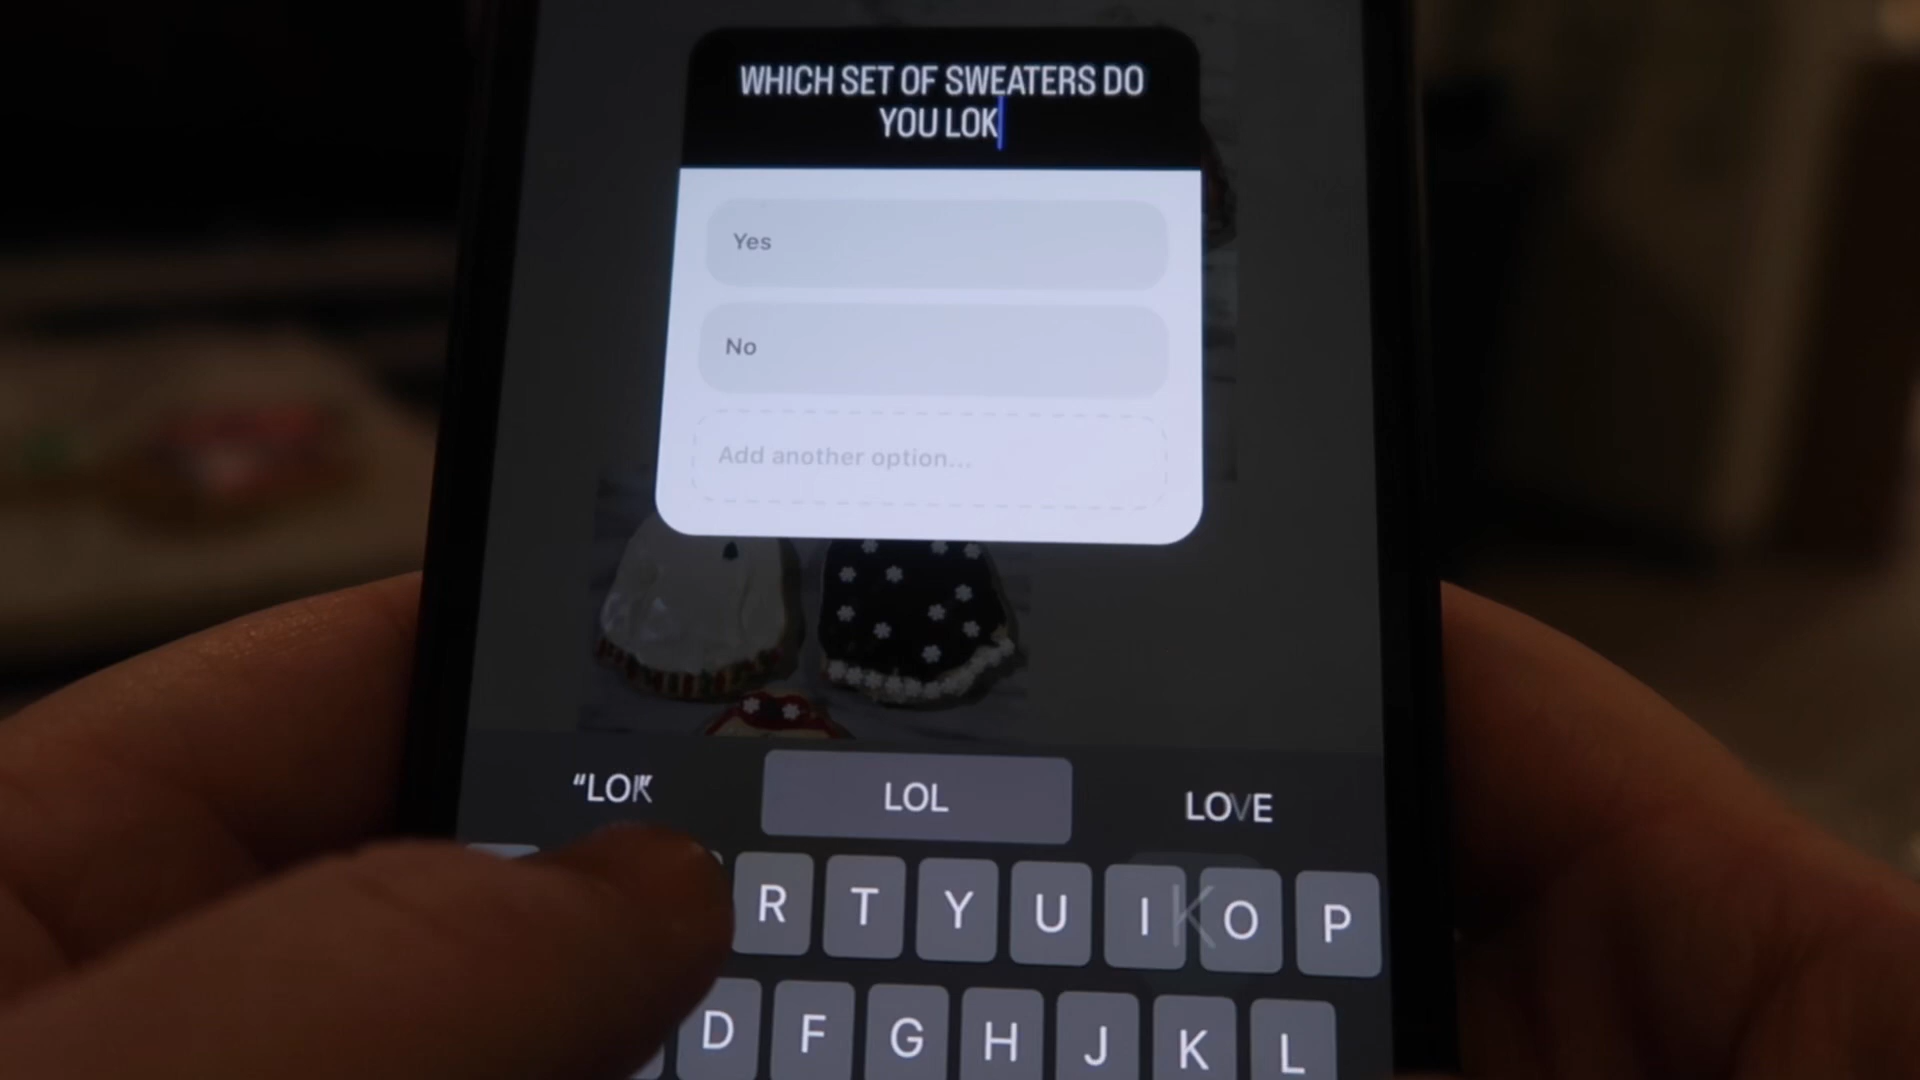 WHICH SET OF SWEATERS DO
YOU LOK
Yes
No
Add another option...
"LOK" LOL LOVE
R T Y U I K O P
D F G H J K L